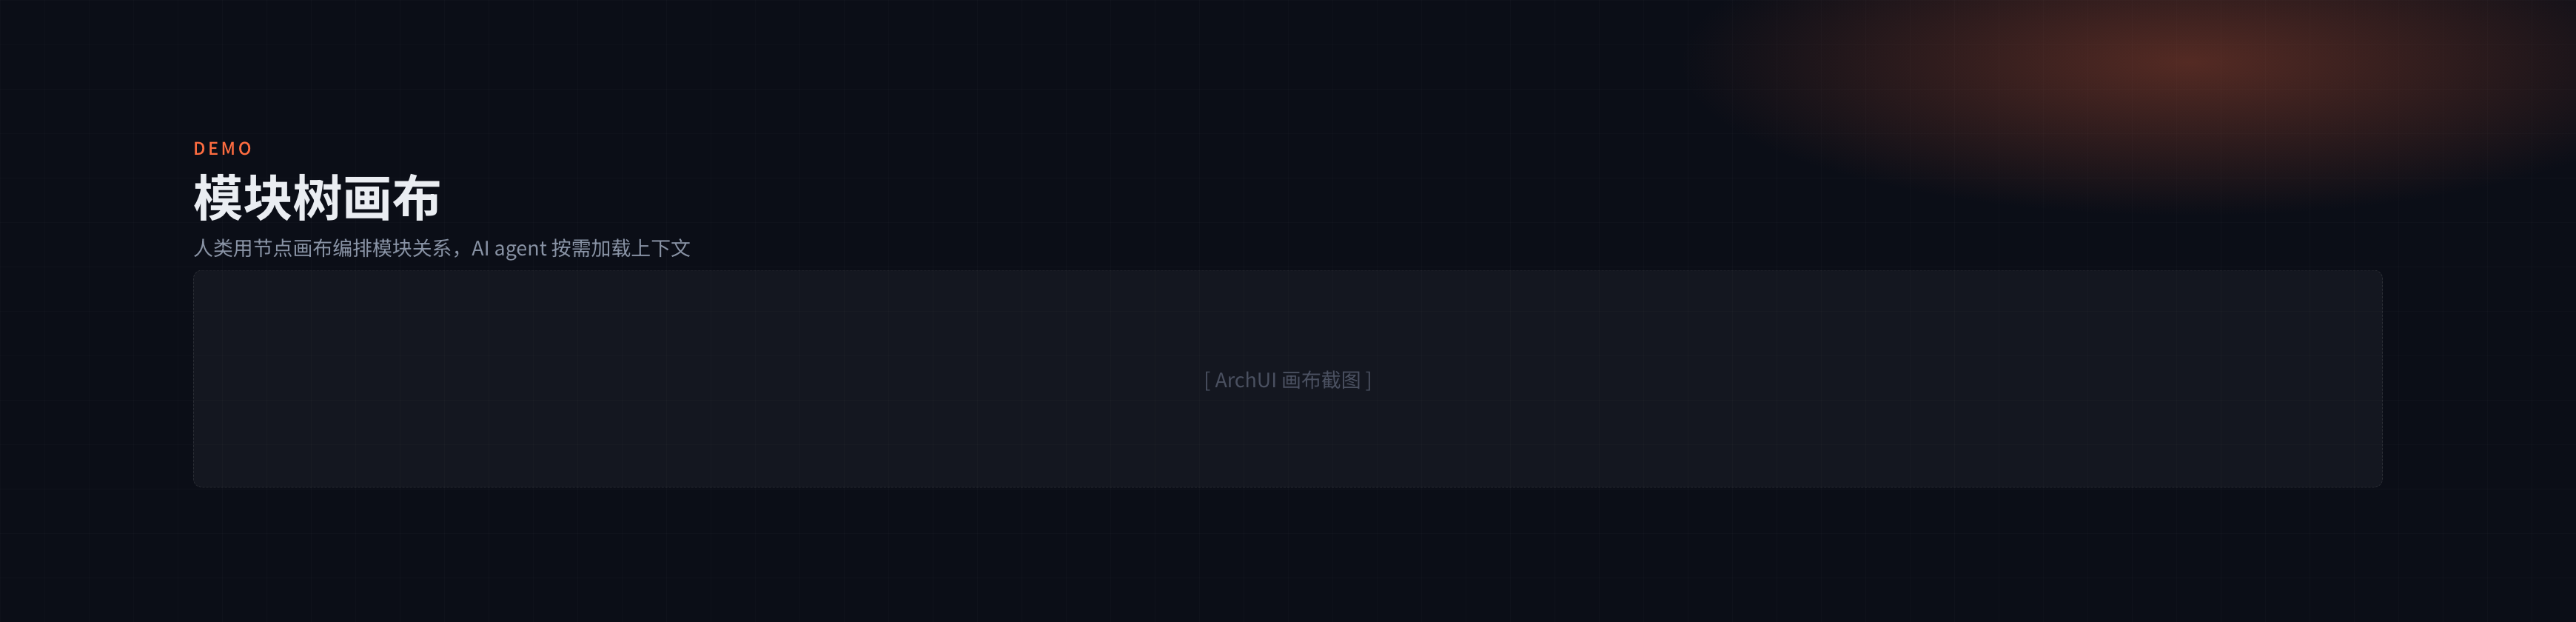 DEMO
模块树画布
人类用节点画布编排模块关系，AI agent 按需加载上下文
[ ArchUI 画布截图 ]